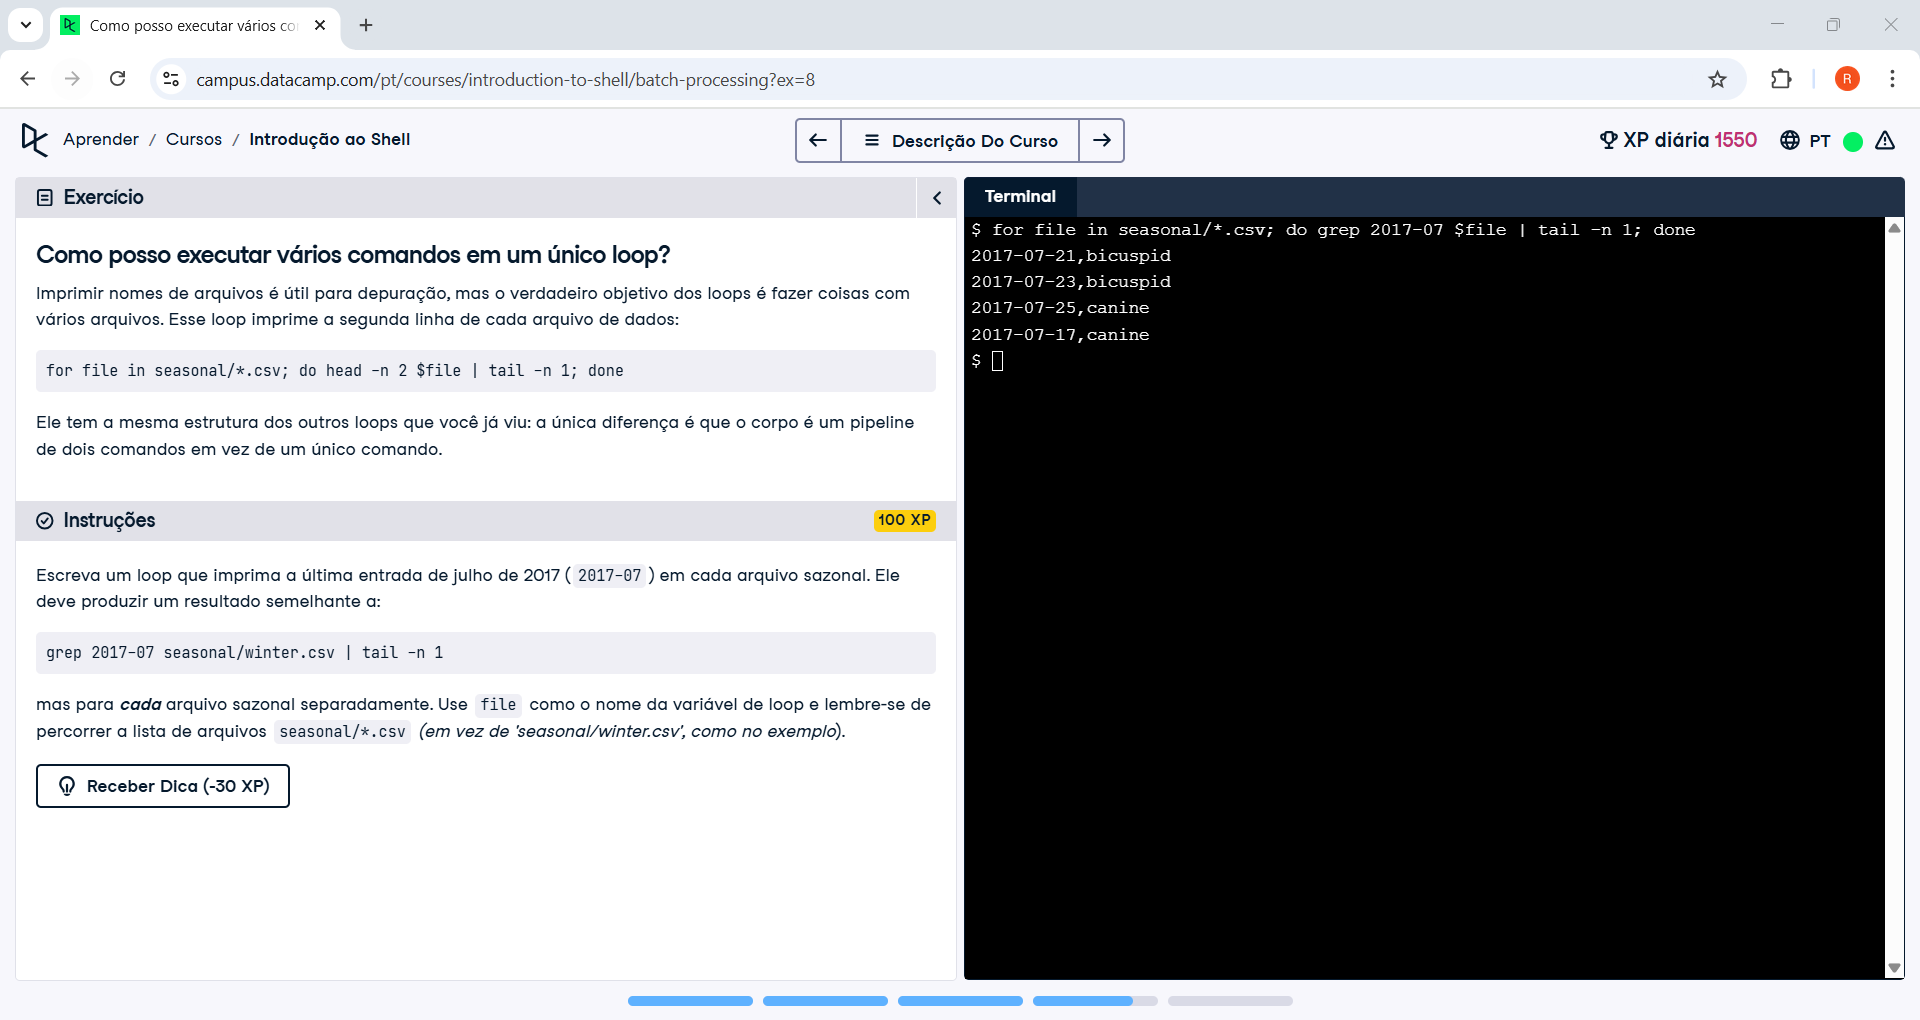 Como posso executar vários co
campus.datacamp.com/pt/courses/introduction-to-shell/batch-processing?ex=8
R
Aprender / Cursos / Introdução ao Shell
Descrição Do Curso
XP diária 1550
PT
Exercício
Como posso executar vários comandos em um único loop?
Imprimir nomes de arquivos é útil para depuração, mas o verdadeiro objetivo dos loops é fazer coisas com
vários arquivos. Esse loop imprime a segunda linha de cada arquivo de dados:
for file in seasonal/*.csv; do head -n 2 $file | tail -n 1; done
Ele tem a mesma estrutura dos outros loops que você já viu: a única diferença é que o corpo é um pipeline
de dois comandos em vez de um único comando.
Instruções
100 XP
Escreva um loop que imprima a última entrada de julho de 2017 ( 2017-07 ) em cada arquivo sazonal. Ele
deve produzir um resultado semelhante a:
grep 2017-07 seasonal/winter.csv | tail -n 1
mas para cada arquivo sazonal separadamente. Use file como o nome da variável de loop e lembre-se de
percorrer a lista de arquivos seasonal/*.csv (em vez de 'seasonal/winter.csv', como no exemplo).
Receber Dica (-30 XP)
Terminal
$ for file in seasonal/*.csv; do grep 2017-07 $file | tail -n 1; done
2017-07-21,bicuspid
2017-07-23,bicuspid
2017-07-25,canine
2017-07-17,canine
$